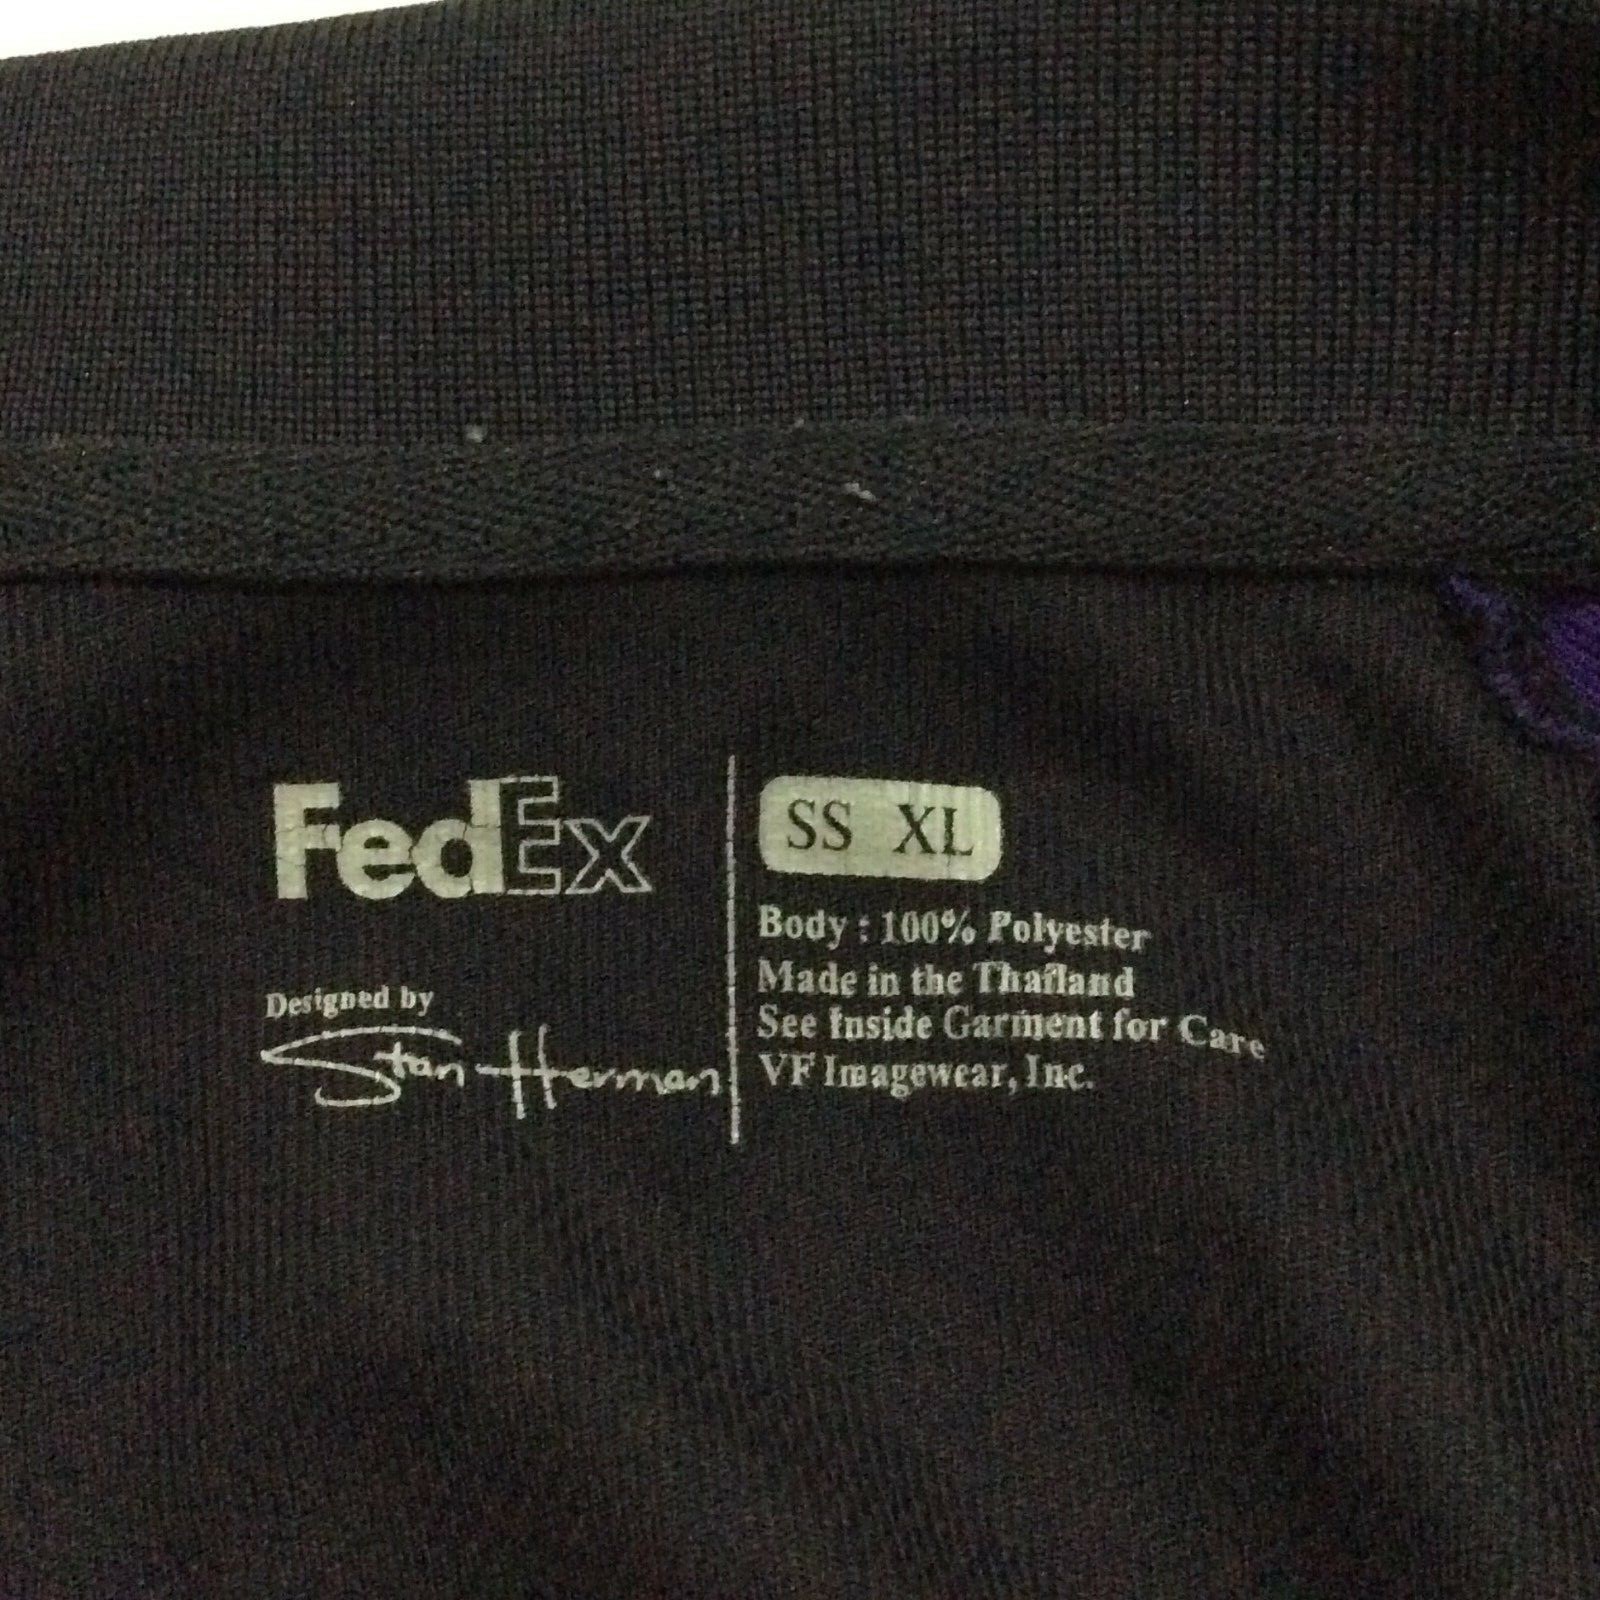 FedEx
Designed by
Stan Herman
SS XL
Body : 100% Polyester
Made in the Thailand
See Inside Garment for Care
VF Imagewear, Inc.